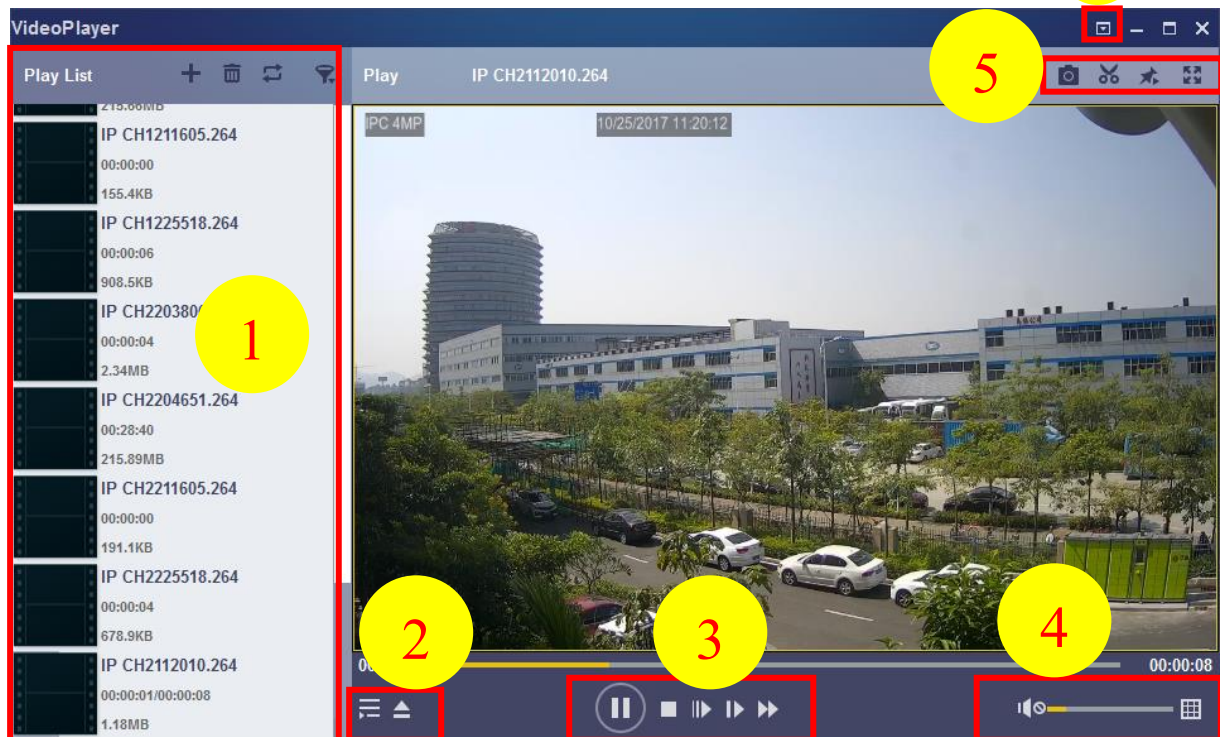 VideoPlayer
Play List
Play IP CH2112010.264
5
215.66MB
IP CH1211605.264
00:00:00
155.4KB
IP CH1225518.264
00:00:06
908.5KB
00:00:04
2.34MB
1
IP CH2204651.264
00:28:40
215.89MB
IP CH2211605.264
00:00:00
191.1KB
IP CH2225518.264
00:00:04
678.9KB
IP CH2112010.264
00:00:01/00:00:08
1.18MB
IPC 4MP 10/25/2017 11:20:12
2
3
4
00:00:08